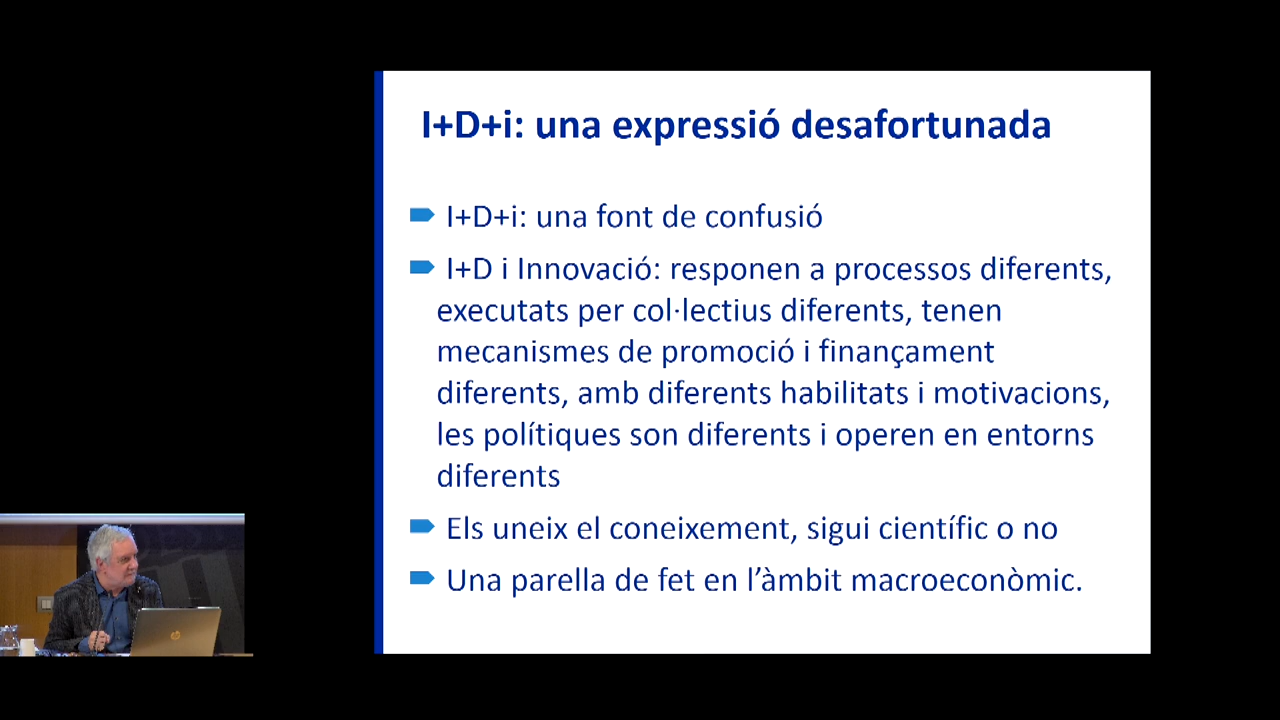 I+D+i: una expressió desafortunada
I+D+i: una font de confusió
I+D i Innovació: responen a processos diferents,
executats per col·lectius diferents, tenen
mecanismes de promoció i finançament
diferents, amb diferents habilitats i motivacions,
les polítiques son diferents i operen en entorns
diferents
Els uneix el coneixement, sigui científic o no
Una parella de fet en l’àmbit macroeconòmic.